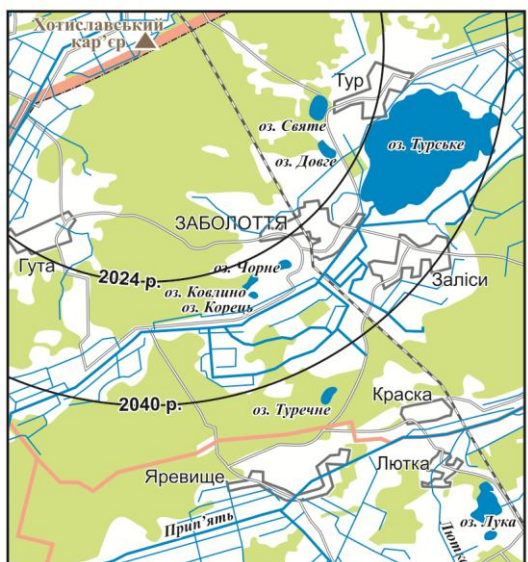 Хотиславський
кар’єр
Тур
оз. Святе
оз. Турське
оз. Довге
ЗАБОЛОТТЯ
Гута
оз. Чорне
Заліси
2024 р.
оз. Ковлино
оз. Корець
2040 р.
оз. Туречне
Краска
Яревище
Лютка
Прип’ять
оз. Лука
Лютка